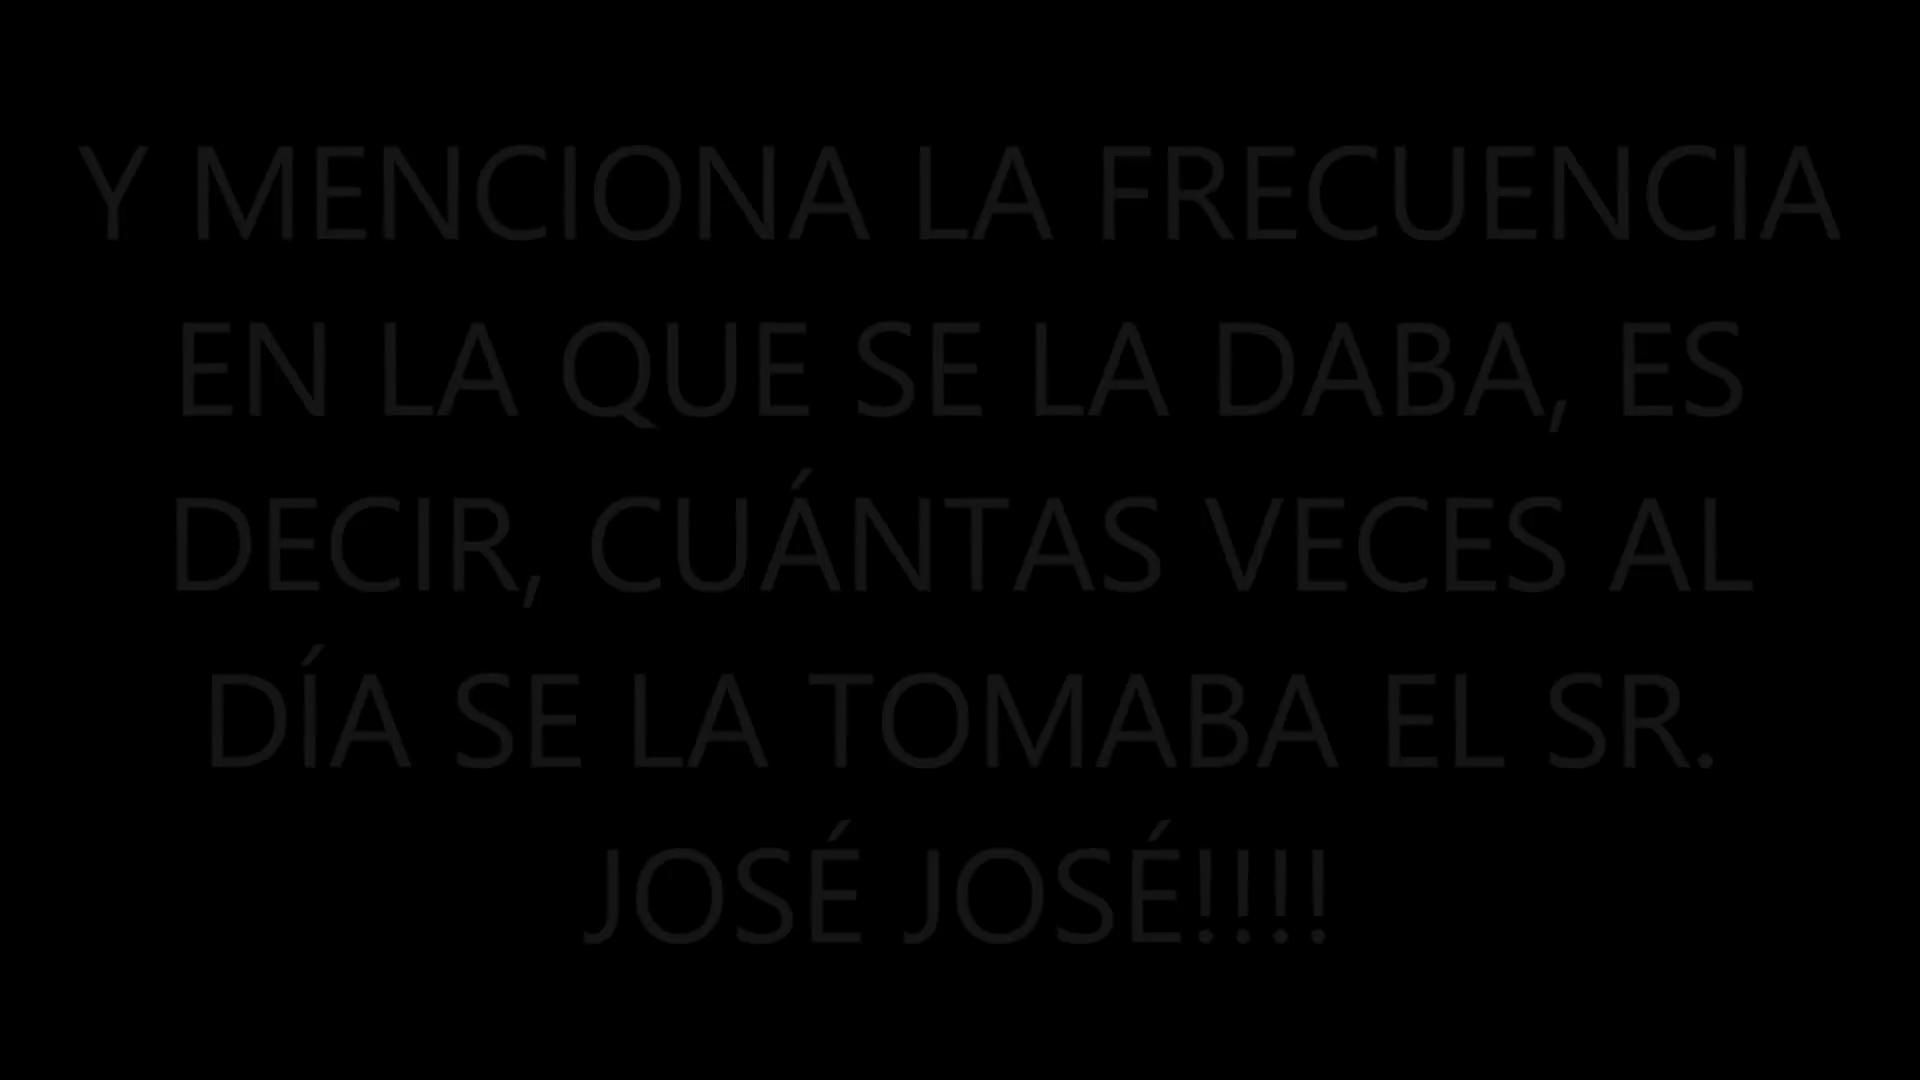 Y MENCIONA LA FRECUENCIA
EN LA QUE SE LA DABA, ES
DECIR, CUÁNTAS VECES AL
DÍA SE LA TOMABA EL SR.
JOSÉ JOSÉ!!!!